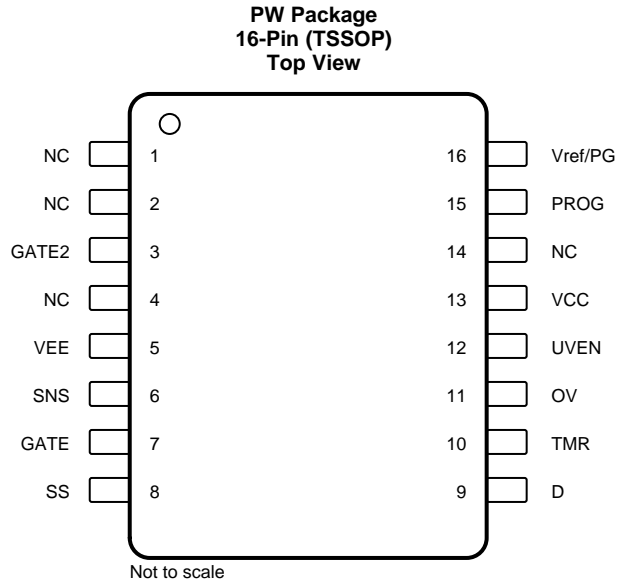 PW Package
16-Pin (TSSOP)
Top View
NC 1 16 Vref/PG
NC 2 15 PROG
GATE2 3 14 NC
NC 4 13 VCC
VEE 5 12 UVEN
SNS 6 11 OV
GATE 7 10 TMR
SS 8 9 D
Not to scale